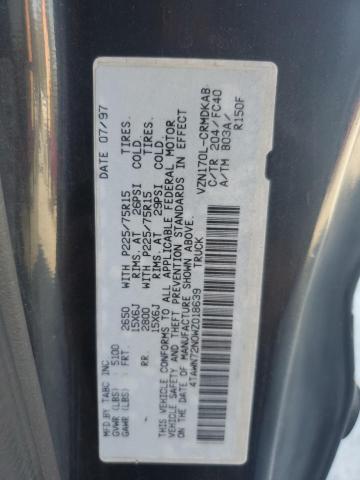 MFD.BY TABC INC DATE 07/97
GVWR (LBS) : 5100
GAWR (LBS) : FRT. 2650 WITH P225/75R15 TIRES.
15X6J RIMS. AT 26PSI COLD
RR. 2800 WITH P225/75R15 TIRES.
15X6J RIMS. AT 29PSI COLD
THIS VEHICLE CONFORMS TO ALL APPLICABLE FEDERAL MOTOR
VEHICLE SAFETY AND THEFT PREVENTION STANDARDS IN EFFECT
ON THE DATE OF MANUFACTURE SHOWN ABOVE.
4TAWN72N0WZ018639 TRUCK
VZN170L-CRMDKAB
C/TR 204/FC40
A/TM B03A/
R150F